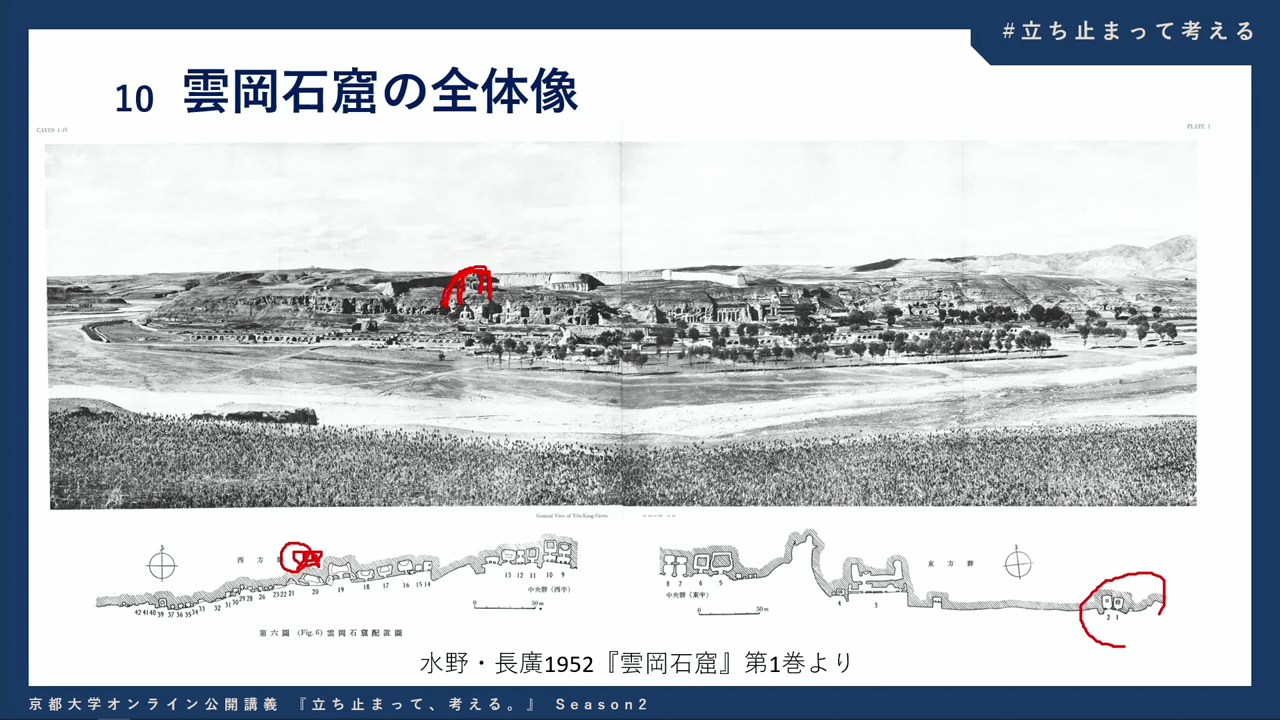 #立ち止まって考える
10 雲岡石窟の全体像
CAVES I-IV
PLATE 1
General View of Yün-Kang Caves.
西方
13 12 11 10 9
中央群(西半)
42 41 40 39 37 36 35 34 33 32 31 30 29 28 26 23 22 21 20 19 18 17 16 15 14
0 50 m
第六圖 (Fig. 6) 雲岡石窟配置圖
8 7 6 5
中央群(東半)
0 50 m
東方群
4 3 2 1
水野・長廣1952『雲岡石窟』第1巻より
京都大学オンライン公開講義 『立ち止まって、考える。』 Season2